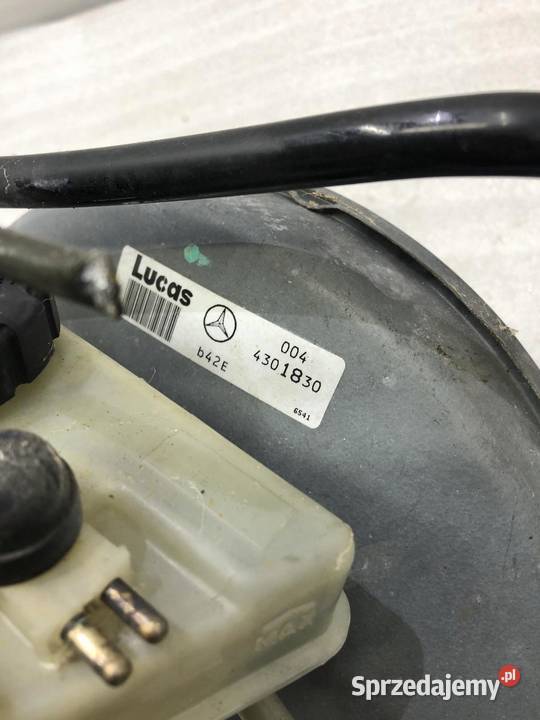 Lucas
004
4301830
b42E
6541
MAX
Sprzedajemy.pl